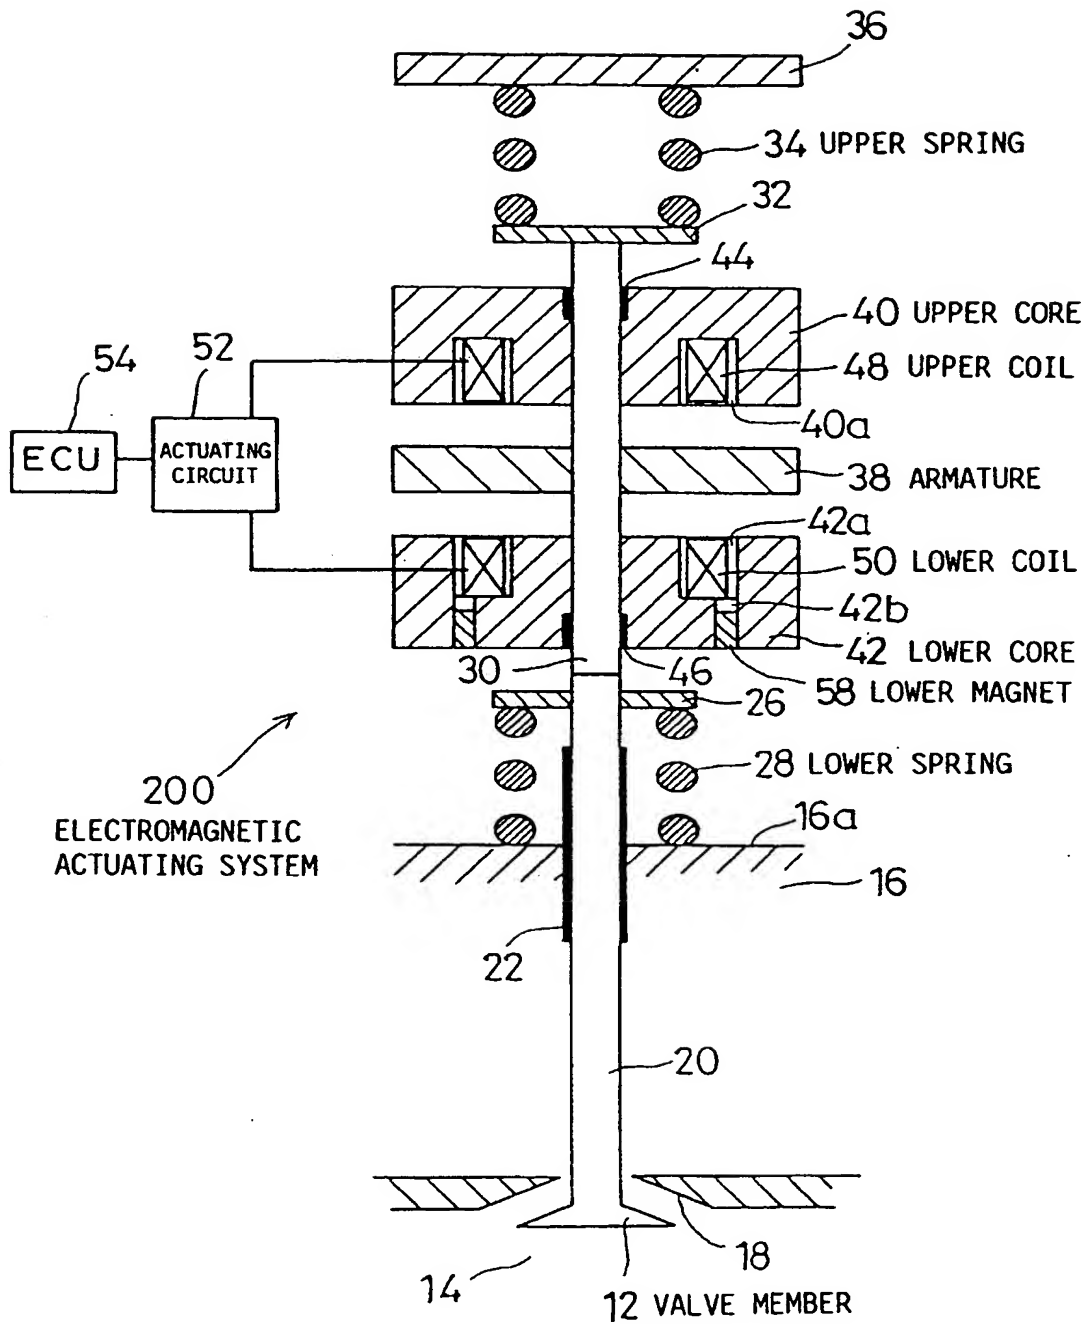 36
34 UPPER SPRING
32
44
40 UPPER CORE
52
54
48 UPPER COIL
40a
ECU
ACTUATING
CIRCUIT
38 ARMATURE
42a
50 LOWER COIL
42b
42 LOWER CORE
30
46
58 LOWER MAGNET
26
28 LOWER SPRING
200
ELECTROMAGNETIC
ACTUATING SYSTEM
16a
16
22
20
18
14
12 VALVE MEMBER